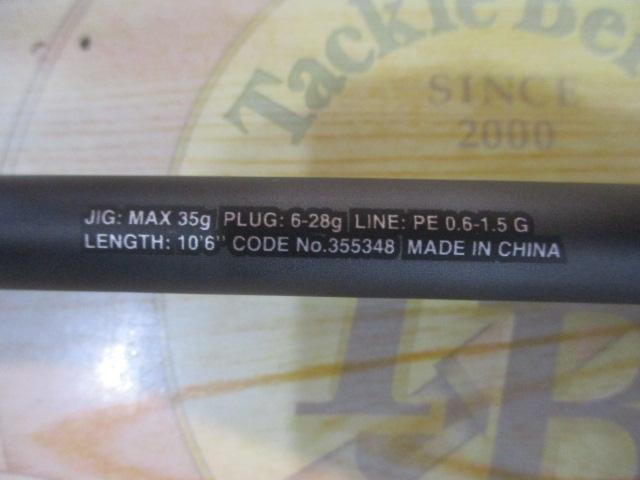 Tackle Be
SINCE
2000
JIG: MAX 35g PLUG: 6-28g LINE: PE 0.6-1.5 G
LENGTH: 10'6" CODE No.355348 MADE IN CHINA